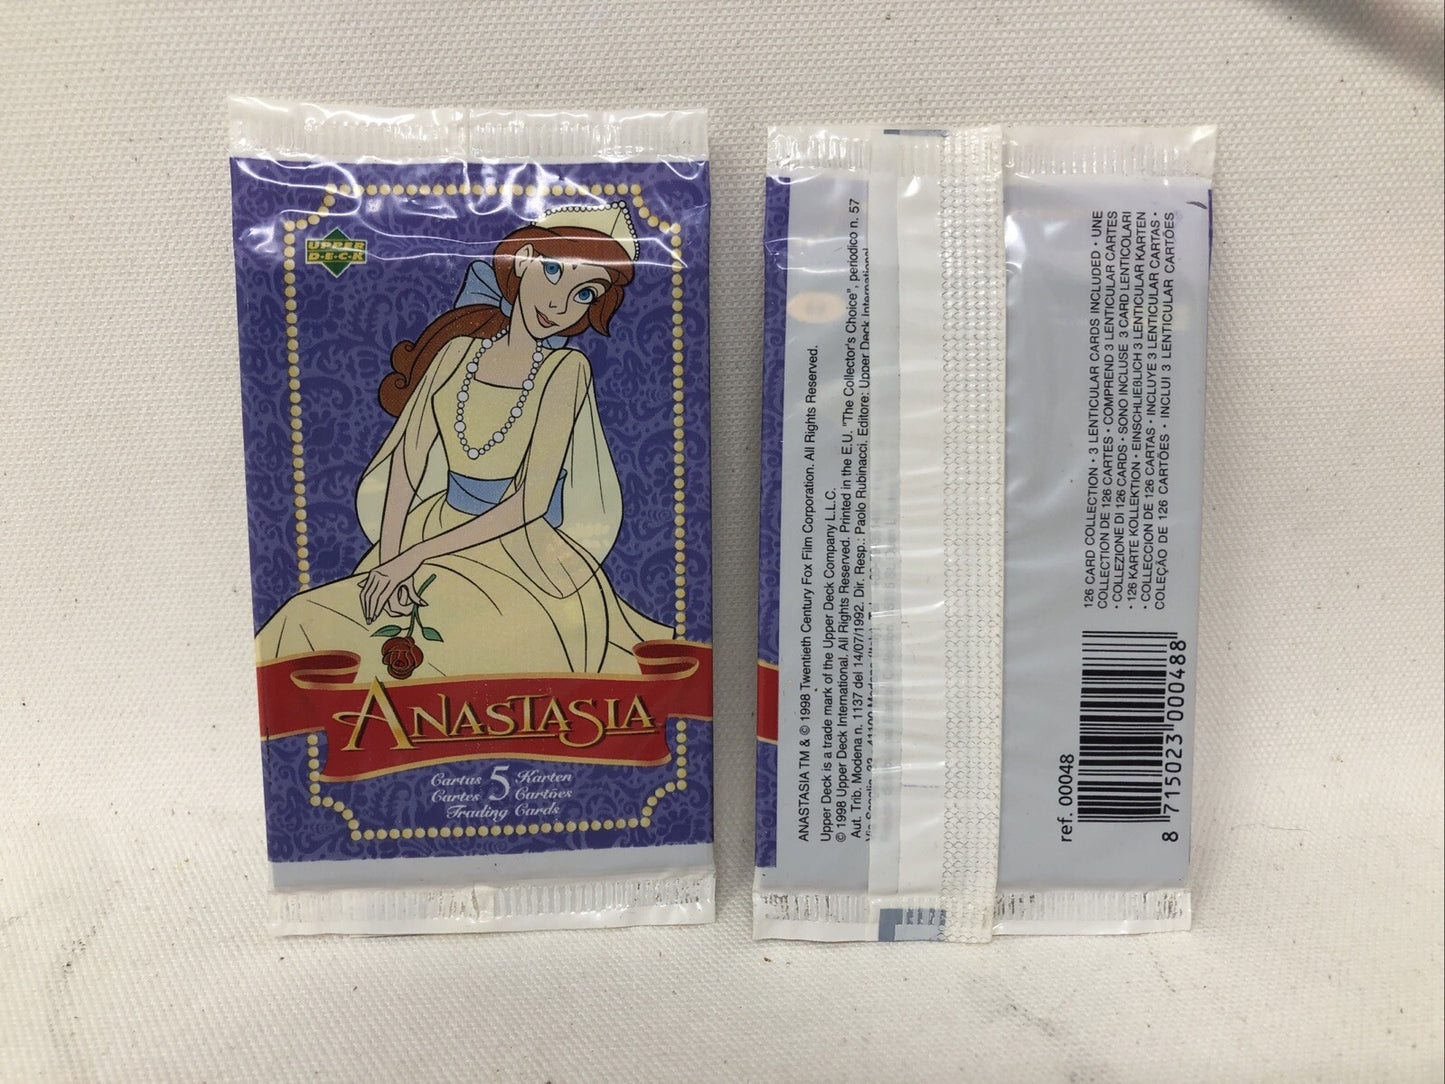 UPPER
D·E·C·K
ANASTASIA
Cartas 5 Karten
Cartes Cartões
Trading Cards
ANASTASIA TM & © 1998 Twentieth Century Fox Film Corporation. All Rights Reserved.
Upper Deck is a trade mark of the Upper Deck Company L.L.C.
© 1998 Upper Deck International. All Rights Reserved. Printed in the E.U. "The Collector's Choice", periodico n. 57
Aut. Trib. Modena n. 1137 del 14/07/1992. Dir. Resp.: Paolo Rubinacci. Editore: Upper Deck International
41100 Modena
126 CARD COLLECTION • 3 LENTICULAR CARDS INCLUDED • UNE
COLLECTION DE 126 CARTES • COMPREND 3 LENTICULAR CARTES
• COLLEZIONE DI 126 CARDS • SONO INCLUSE 3 CARD LENTICOLARI
• 126 KARTE KOLLEKTION • EINSCHLIEßLICH 3 LENTICULAR KARTEN
• COLLECCION DE 126 CARTAS • INCLUYE 3 LENTICULAR CARTAS •
COLEÇÃO DE 126 CARTÕES • INCLUI 3 LENTICULAR CARTÕES
ref. 00048
8 715023 000488